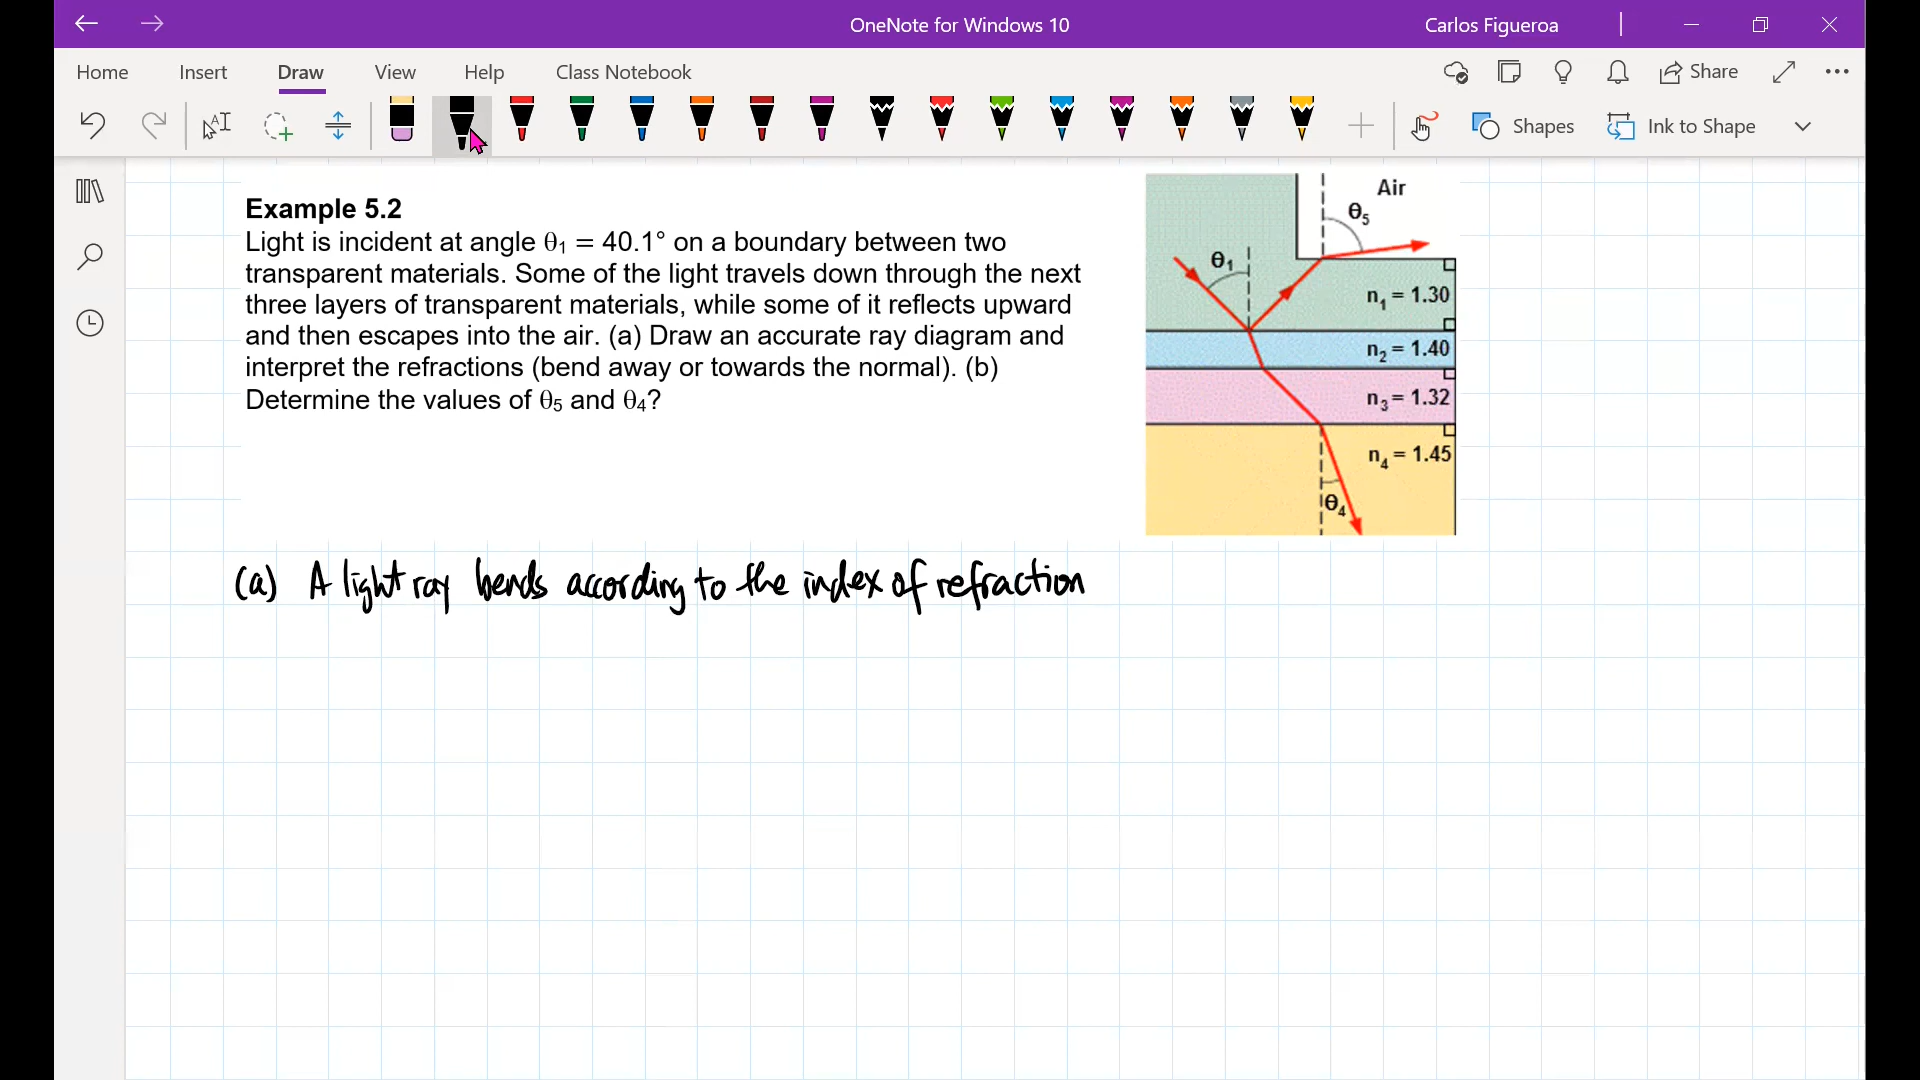 OneNote for Windows 10
Carlos Figueroa
Home Insert Draw View Help Class Notebook
Share
Shapes
Ink to Shape
Example 5.2
Light is incident at angle θ₁ = 40.1° on a boundary between two
transparent materials. Some of the light travels down through the next
three layers of transparent materials, while some of it reflects upward
and then escapes into the air. (a) Draw an accurate ray diagram and
interpret the refractions (bend away or towards the normal). (b)
Determine the values of θ₅ and θ₄?
Air
θ₅
θ₁
n₁ = 1.30
n₂ = 1.40
n₃ = 1.32
n₄ = 1.45
θ₄
(a) A light ray bends according to the index of refraction